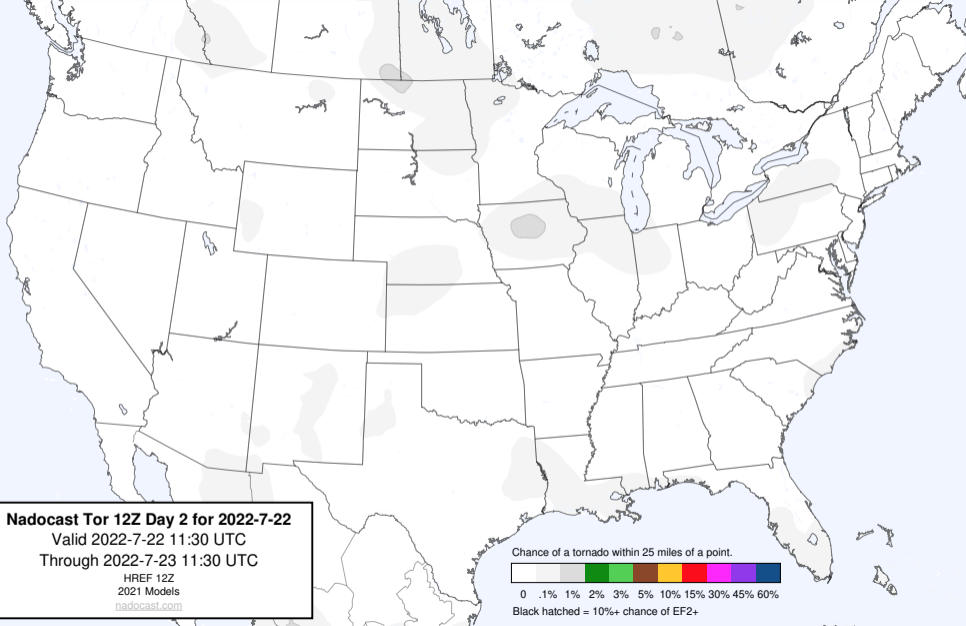 Nadocast Tor 12Z Day 2 for 2022-7-22
Valid 2022-7-22 11:30 UTC
Through 2022-7-23 11:30 UTC
HREF 12Z
2021 Models
nadocast.com
Chance of a tornado within 25 miles of a point.
0 .1% 1% 2% 3% 5% 10% 15% 30% 45% 60%
Black hatched = 10%+ chance of EF2+